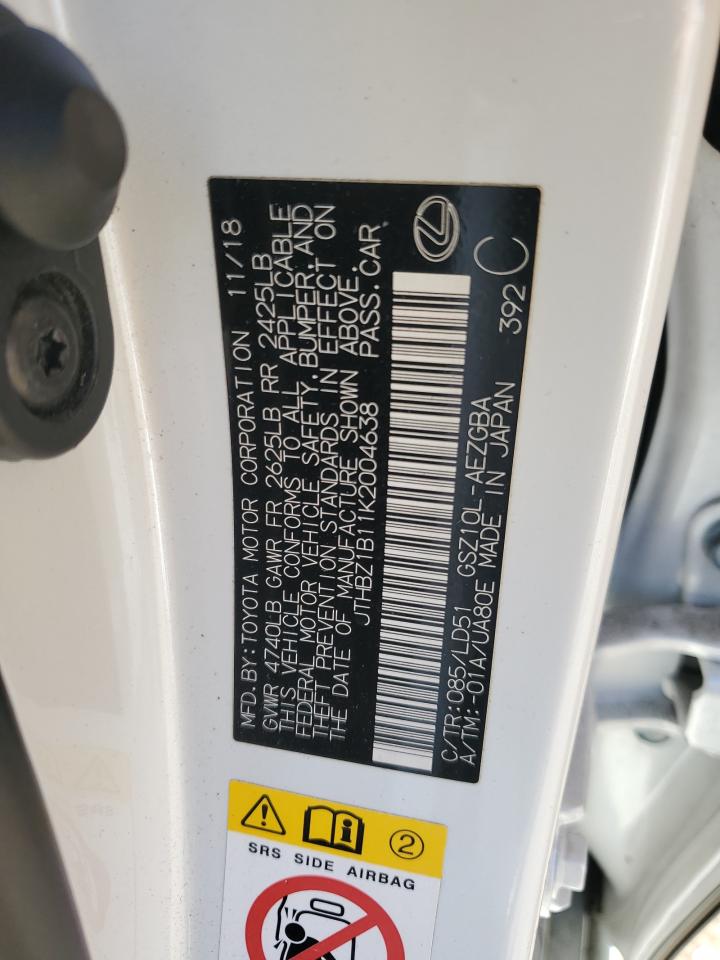 MFD.BY:TOYOTA MOTOR CORPORATION 11/18
GVWR 4740LB GAWR FR 2625LB RR 2425LB
THIS VEHICLE CONFORMS TO ALL APPLICABLE
FEDERAL MOTOR VEHICLE SAFETY,BUMPER,AND
THEFT PREVENTION STANDARDS IN EFFECT ON
THE DATE OF MANUFACTURE SHOWN ABOVE.
JTHBZ1B11K2004638 PASS.CAR
C/TR:085/LD51 GSZ10L-AEZGBA
A/TM:-01A/UA80E MADE IN JAPAN 392 C
2
SRS SIDE AIRBAG